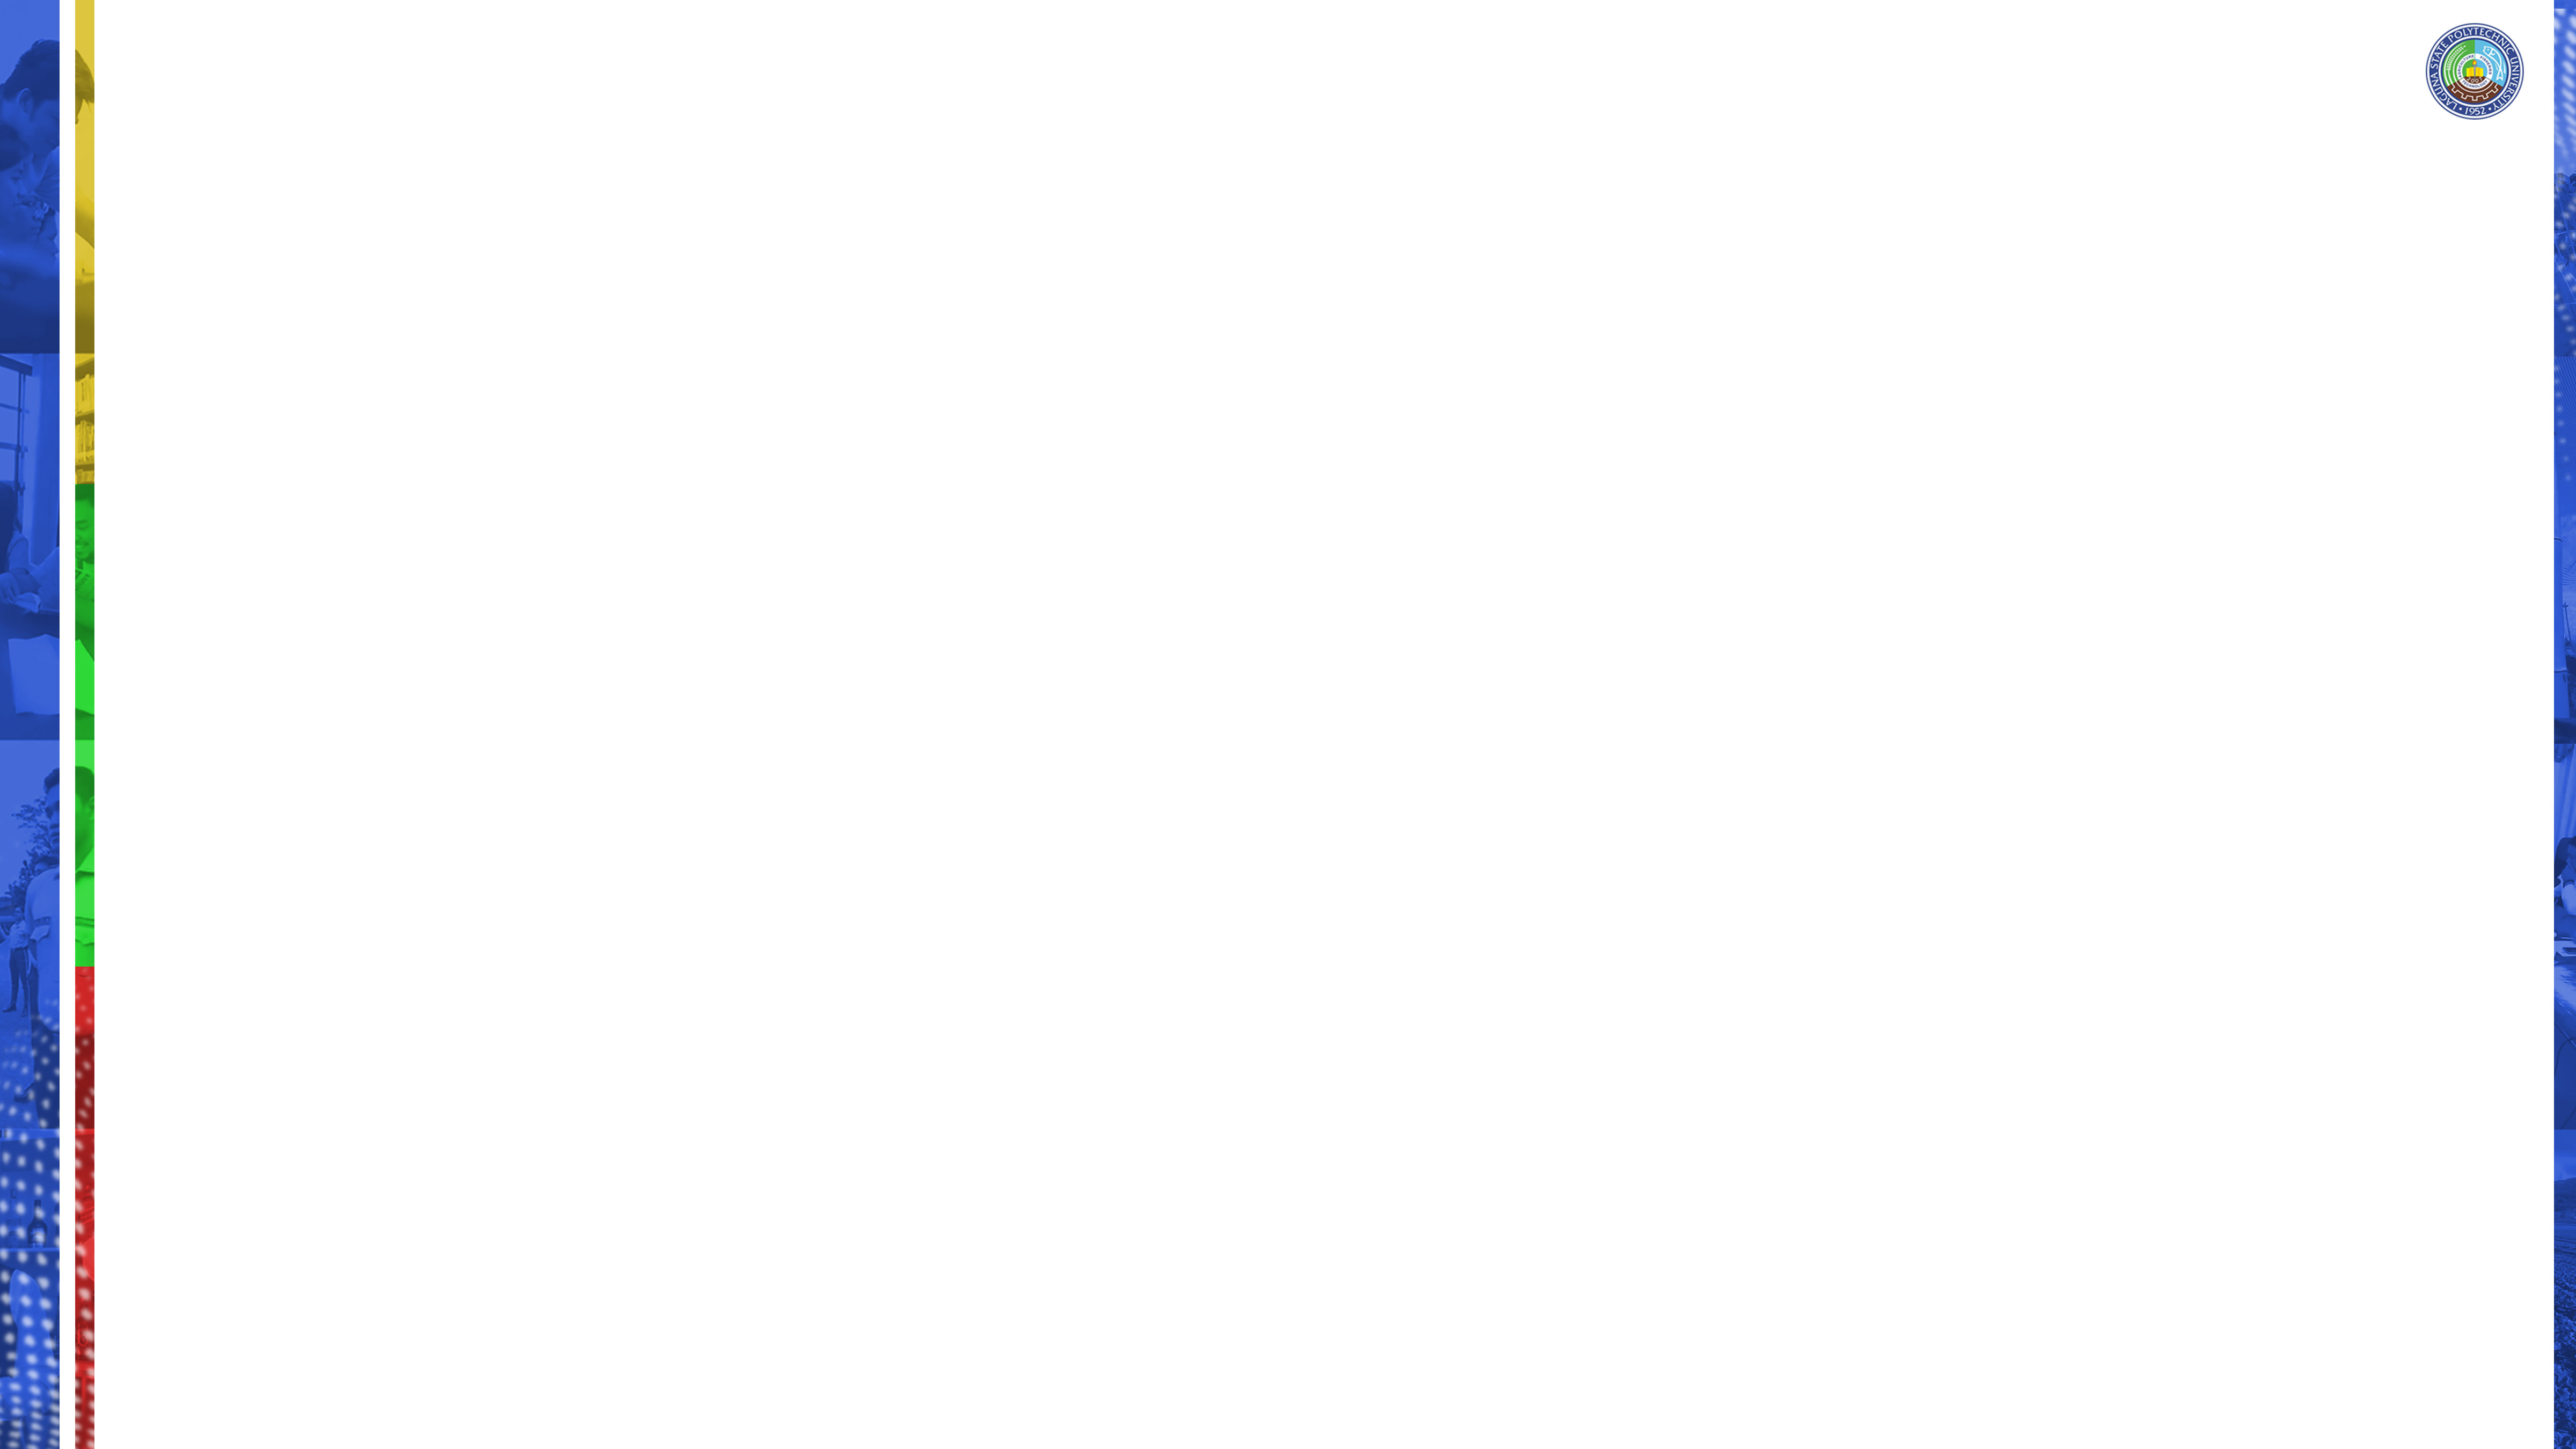 LAGUNA STATE POLYTECHNIC UNIVERSITY
• 1952 •